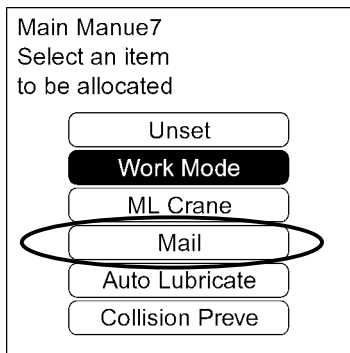 Main Manue7
Select an item
to be allocated
Unset
Work Mode
ML Crane
Mail
Auto Lubricate
Collision Preve